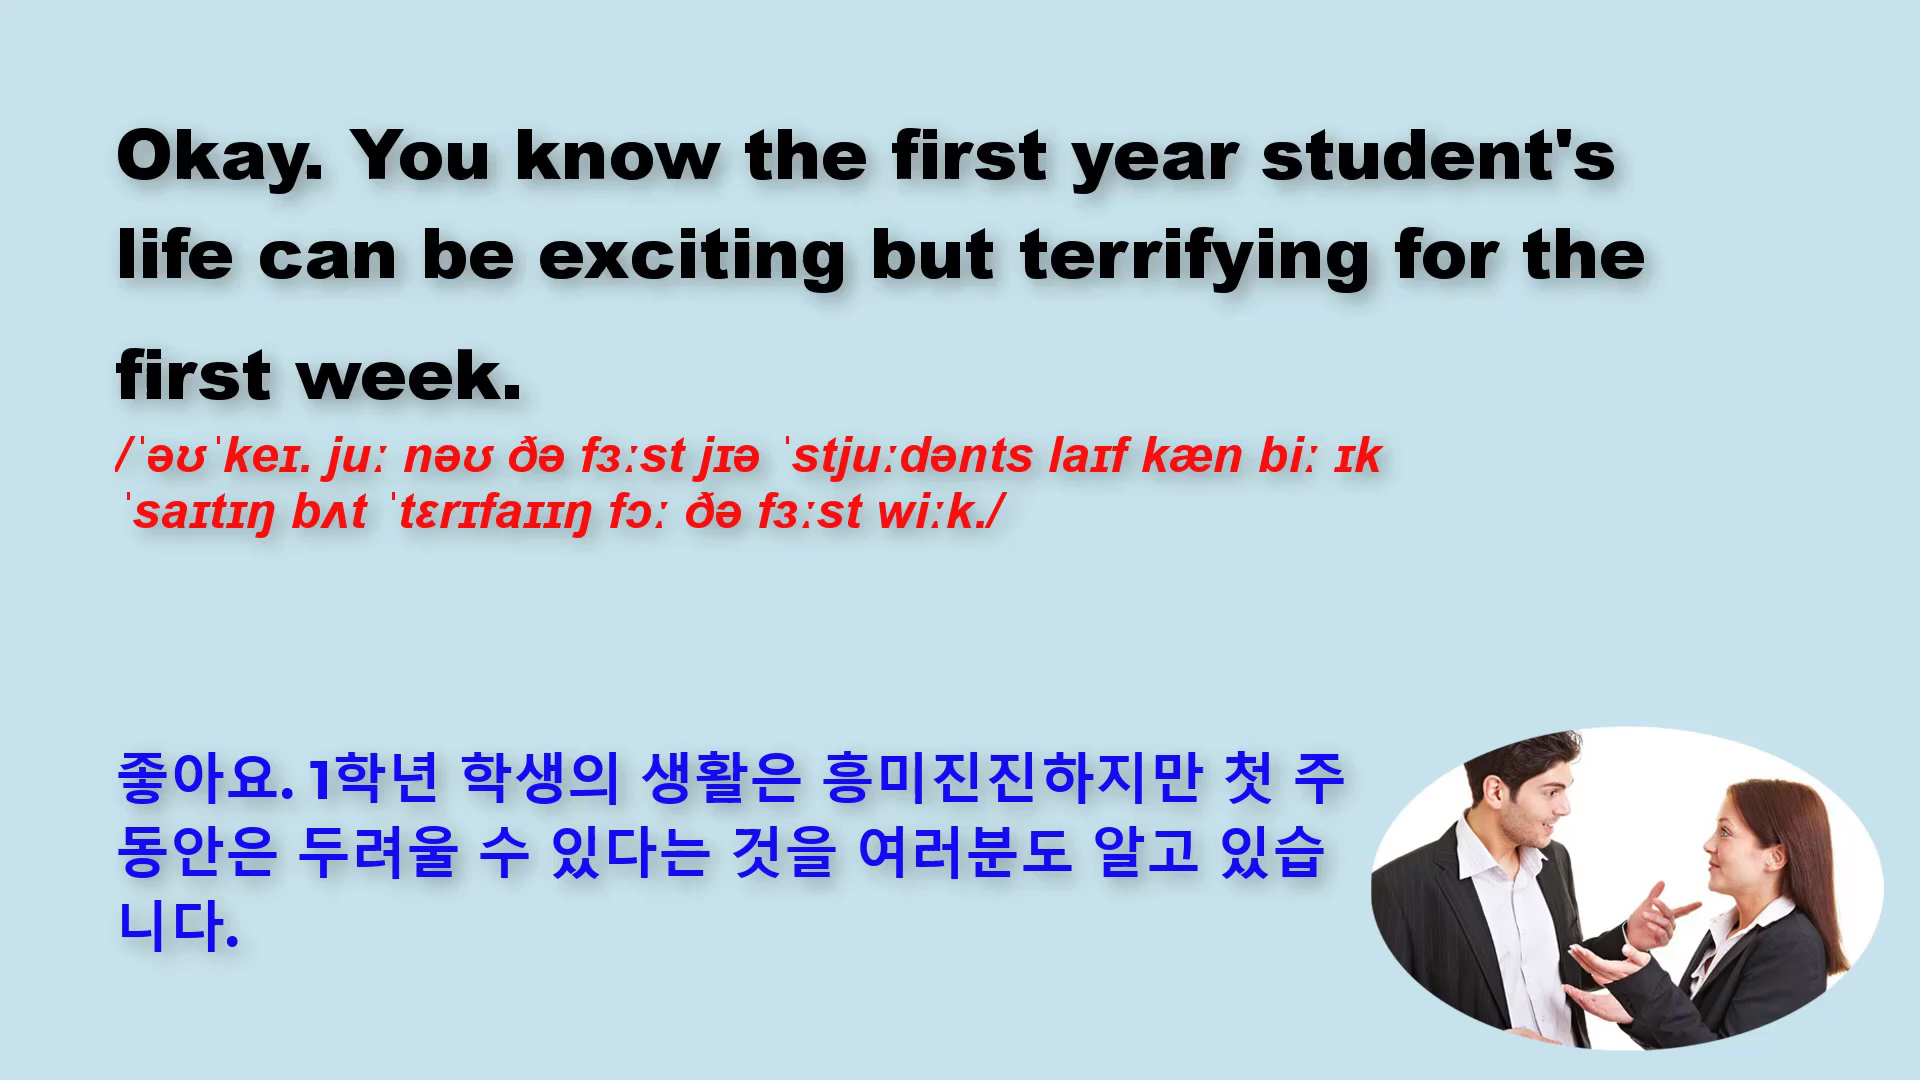 Okay. You know the first year student's
life can be exciting but terrifying for the
first week.
/ˈəʊˈkeɪ. juː nəʊ ðə fɜːst jɪə ˈstjuːdənts laɪf kæn biː ɪk
ˈsaɪtɪŋ bʌt ˈtɛrɪfaɪɪŋ fɔː ðə fɜːst wiːk./
좋아요. 1학년 학생의 생활은 흥미진진하지만 첫 주
동안은 두려울 수 있다는 것을 여러분도 알고 있습
니다.